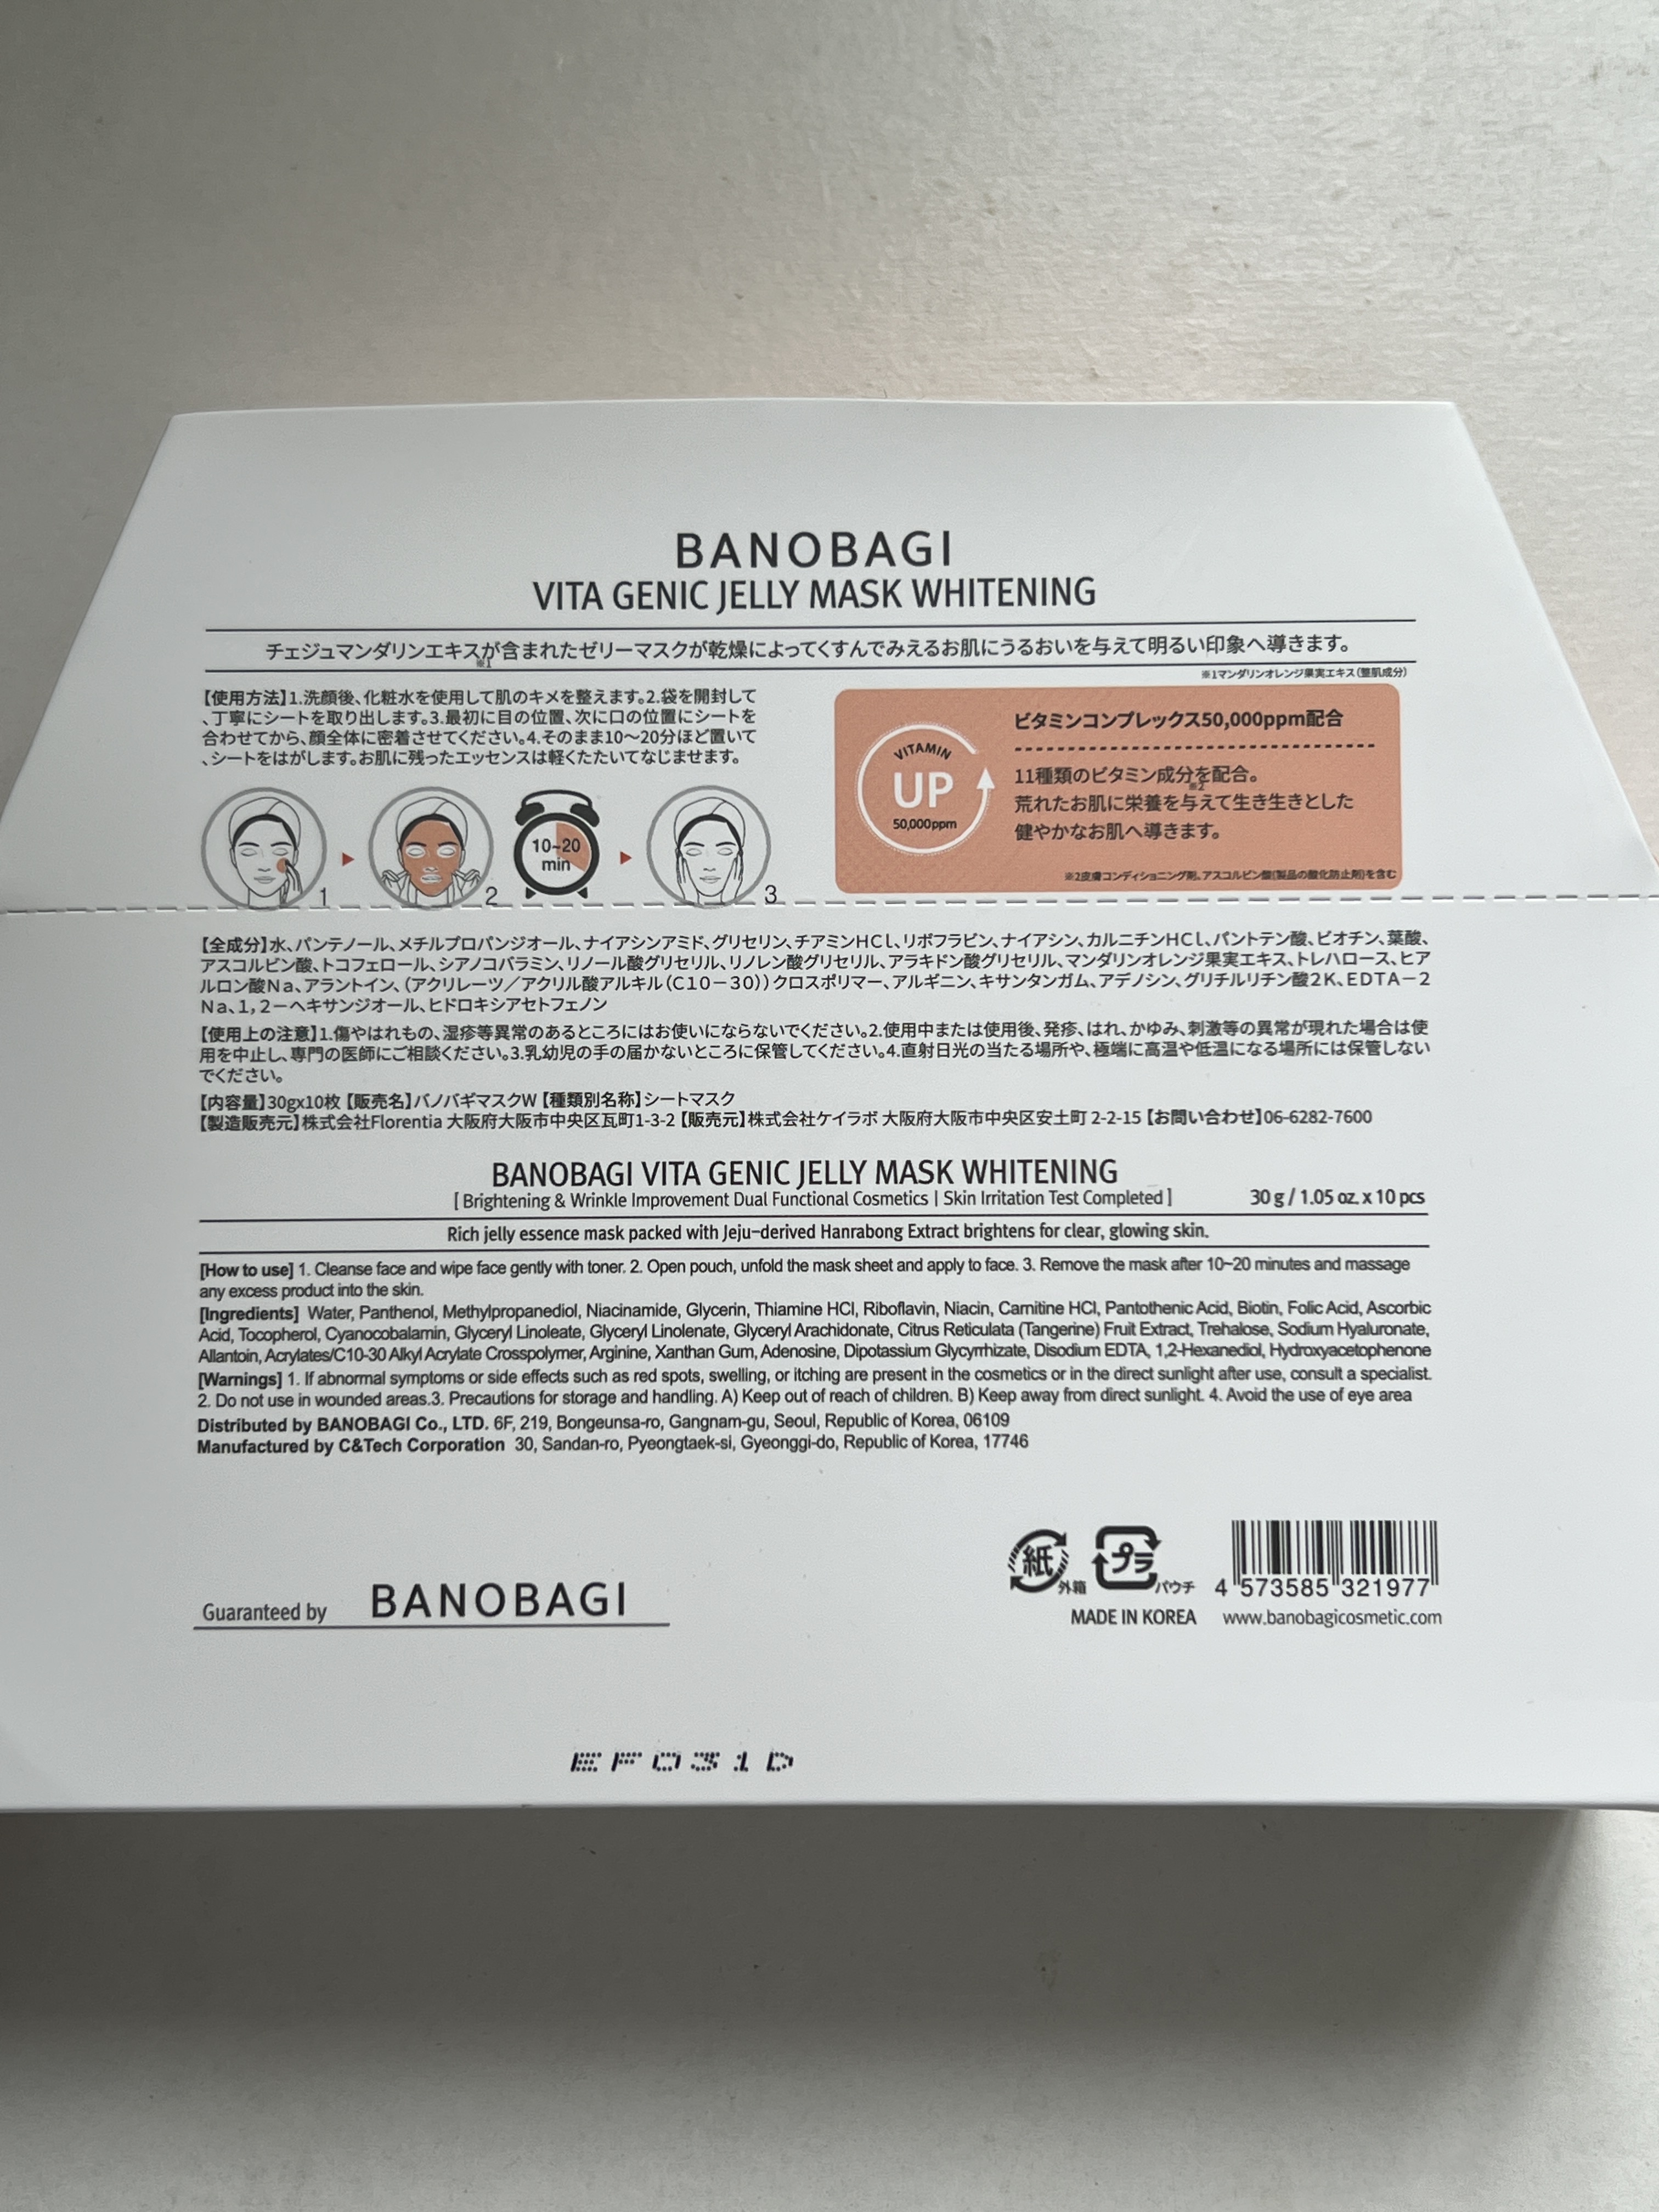 BANOBAGI
VITA GENIC JELLY MASK WHITENING
チェジュマンダリンエキスが含まれたゼリーマスクが乾燥によってくすんでみえるお肌にうるおいを与えて明るい印象へ導きます。
※1
※1マンダリンオレンジ果実エキス(整肌成分)
【使用方法】1.洗顔後、化粧水を使用して肌のキメを整えます。2.袋を開封して
、丁寧にシートを取り出します。3.最初に目の位置、次に口の位置にシートを
合わせてから、顔全体に密着させてください。4.そのまま10〜20分ほど置いて
、シートをはがします。お肌に残ったエッセンスは軽くたたいてなじませます。
1
2
10~20
min
3
VITAMIN
UP
50,000ppm
ビタミンコンプレックス50,000ppm配合
11種類のビタミン成分を配合。
※2
荒れたお肌に栄養を与えて生き生きとした
健やかなお肌へ導きます。
※2皮膚コンディショニング剤、アスコルビン酸(製品の酸化防止剤)を含む
【全成分】水、パンテノール、メチルプロパンジオール、ナイアシンアミド、グリセリン、チアミンHCl、リボフラビン、ナイアシン、カルニチンHCl、パントテン酸、ビオチン、葉酸、
アスコルビン酸、トコフェロール、シアノコバラミン、リノール酸グリセリル、リノレン酸グリセリル、アラキドン酸グリセリル、マンダリンオレンジ果実エキス、トレハロース、ヒア
ルロン酸Na、アラントイン、(アクリレーツ/アクリル酸アルキル(C10-30))クロスポリマー、アルギニン、キサンタンガム、アデノシン、グリチルリチン酸2K、EDTA-2
Na、1,2-ヘキサンジオール、ヒドロキシアセトフェノン
【使用上の注意】1.傷やはれもの、湿疹等異常のあるところにはお使いにならないでください。2.使用中または使用後、発疹、はれ、かゆみ、刺激等の異常が現れた場合は使
用を中止し、専門の医師にご相談ください。3.乳幼児の手の届かないところに保管してください。4.直射日光の当たる場所や、極端に高温や低温になる場所には保管しない
でください。
【内容量】30gx10枚【販売名】バノバギマスクW【種類別名称】シートマスク
【製造販売元】株式会社Florentia 大阪府大阪市中央区瓦町1-3-2【販売元】株式会社ケイラボ 大阪府大阪市中央区安土町 2-2-15【お問い合わせ】06-6282-7600
BANOBAGI VITA GENIC JELLY MASK WHITENING
[ Brightening & Wrinkle Improvement Dual Functional Cosmetics | Skin Irritation Test Completed ] 30 g / 1.05 oz. x 10 pcs
Rich jelly essence mask packed with Jeju-derived Hanrabong Extract brightens for clear, glowing skin.
[How to use] 1. Cleanse face and wipe face gently with toner. 2. Open pouch, unfold the mask sheet and apply to face. 3. Remove the mask after 10~20 minutes and massage
any excess product into the skin.
[Ingredients] Water, Panthenol, Methylpropanediol, Niacinamide, Glycerin, Thiamine HCl, Riboflavin, Niacin, Carnitine HCl, Pantothenic Acid, Biotin, Folic Acid, Ascorbic
Acid, Tocopherol, Cyanocobalamin, Glyceryl Linoleate, Glyceryl Linolenate, Glyceryl Arachidonate, Citrus Reticulata (Tangerine) Fruit Extract, Trehalose, Sodium Hyaluronate,
Allantoin, Acrylates/C10-30 Alkyl Acrylate Crosspolymer, Arginine, Xanthan Gum, Adenosine, Dipotassium Glycyrrhizate, Disodium EDTA, 1,2-Hexanediol, Hydroxyacetophenone
[Warnings] 1. If abnormal symptoms or side effects such as red spots, swelling, or itching are present in the cosmetics or in the direct sunlight after use, consult a specialist.
2. Do not use in wounded areas.3. Precautions for storage and handling. A) Keep out of reach of children. B) Keep away from direct sunlight. 4. Avoid the use of eye area
Distributed by BANOBAGI Co., LTD. 6F, 219, Bongeunsa-ro, Gangnam-gu, Seoul, Republic of Korea, 06109
Manufactured by C&Tech Corporation 30, Sandan-ro, Pyeongtaek-si, Gyeonggi-do, Republic of Korea, 17746
Guaranteed by BANOBAGI
紙 外箱
プラ パウチ
4 573585 321977
MADE IN KOREA www.banobagicosmetic.com
EF031D